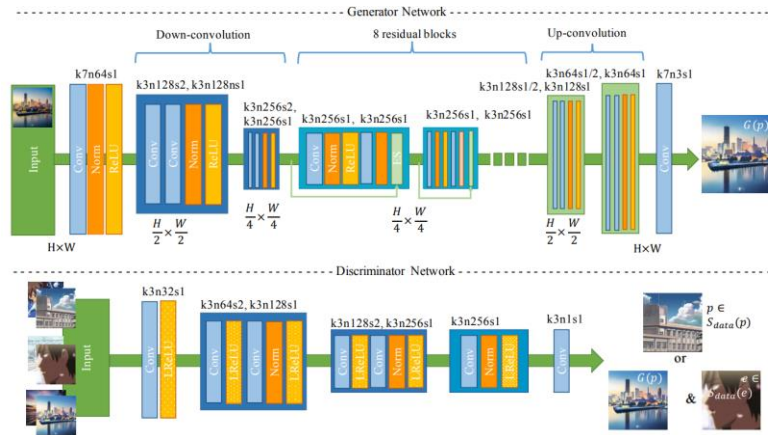 Generator Network
Down-convolution
8 residual blocks
Up-convolution
k7n64s1
k3n128s2, k3n128ns1
k3n256s2,
k3n256s1
k3n256s1, k3n256s1
k3n256s1, k3n256s1
k3n128s1/2, k3n128s1
k3n64s1/2, k3n64s1
k7n3s1
Input
Conv
Norm
ReLU
Conv
Conv
Norm
ReLU
Conv
Norm
ReLU
ES
Conv
G(p)
H×W
H/2 × W/2
H/4 × W/4
H/4 × W/4
H/2 × W/2
H×W
Discriminator Network
k3n32s1
k3n64s2, k3n128s1
k3n128s2, k3n256s1
k3n256s1
k3n1s1
Input
Conv
LReLU
Conv
LReLU
Conv
Norm
LReLU
Conv
LReLU
Conv
Norm
LReLU
Conv
Norm
LReLU
Conv
p ∈
S_data(p)
or
G(p)
&
e ∈
S_data(e)